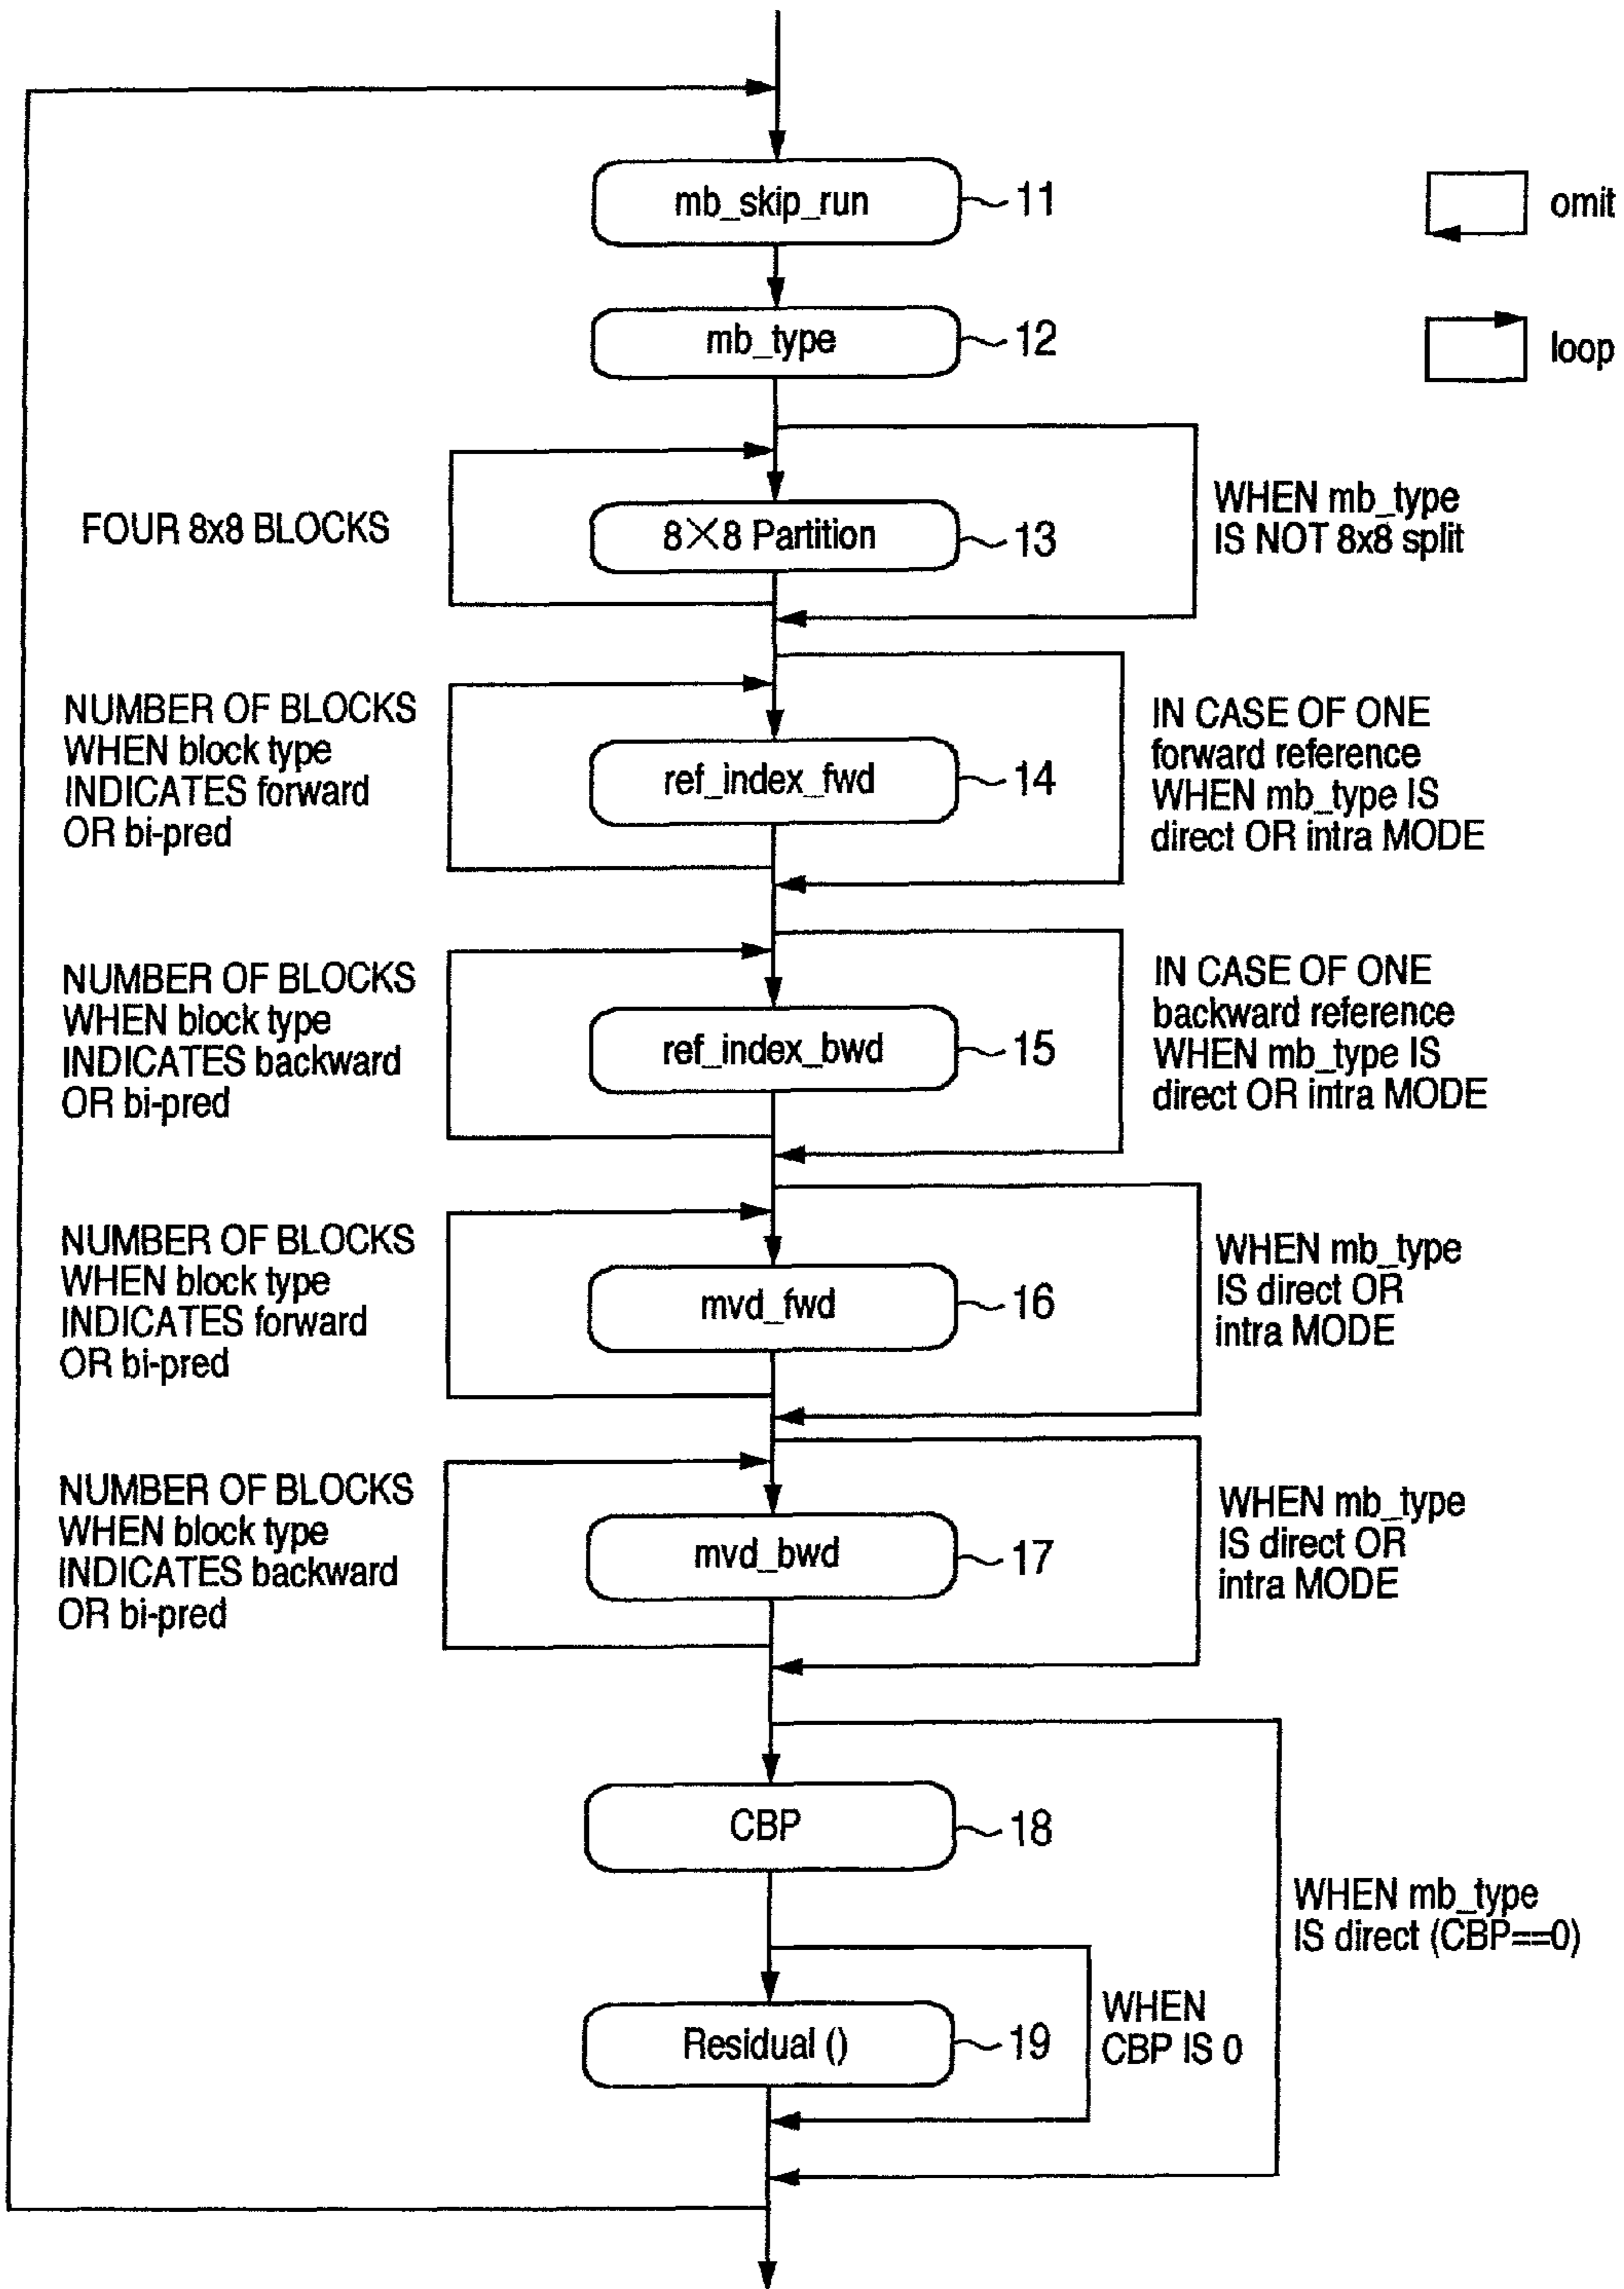 mb_skip_run
11
omit
mb_type
12
loop
FOUR 8x8 BLOCKS
8×8 Partition
13
WHEN mb_type
IS NOT 8x8 split
NUMBER OF BLOCKS
WHEN block type
INDICATES forward
OR bi-pred
ref_index_fwd
14
IN CASE OF ONE
forward reference
WHEN mb_type IS
direct OR intra MODE
NUMBER OF BLOCKS
WHEN block type
INDICATES backward
OR bi-pred
ref_index_bwd
15
IN CASE OF ONE
backward reference
WHEN mb_type IS
direct OR intra MODE
NUMBER OF BLOCKS
WHEN block type
INDICATES forward
OR bi-pred
mvd_fwd
16
WHEN mb_type
IS direct OR
intra MODE
NUMBER OF BLOCKS
WHEN block type
INDICATES backward
OR bi-pred
mvd_bwd
17
WHEN mb_type
IS direct OR
intra MODE
CBP
18
WHEN mb_type
IS direct (CBP==0)
Residual ()
19
WHEN
CBP IS 0